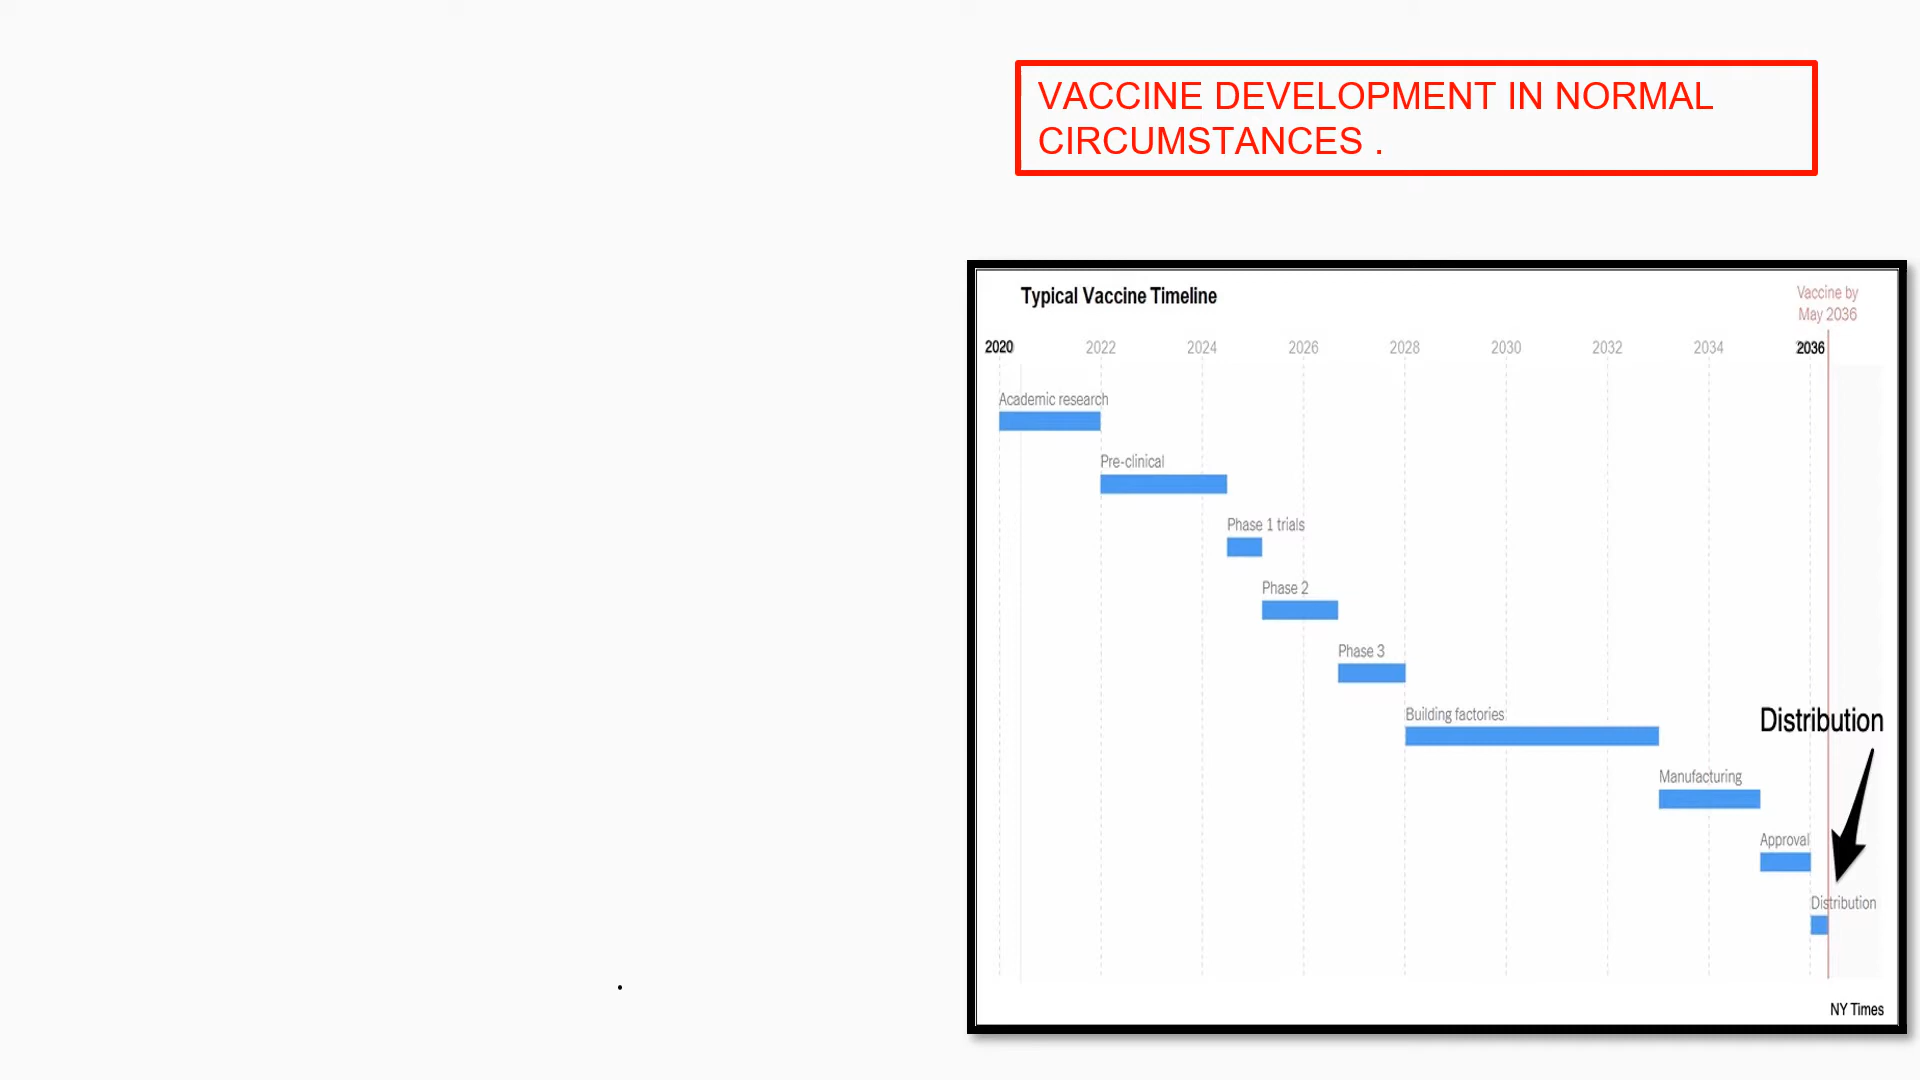 VACCINE DEVELOPMENT IN NORMAL
CIRCUMSTANCES .
Typical Vaccine Timeline
Vaccine by
May 2036
2020 2022 2024 2026 2028 2030 2032 2034 2036
Academic research
Pre-clinical
Phase 1 trials
Phase 2
Phase 3
Building factories
Distribution
Manufacturing
Approval
Distribution
.
NY Times